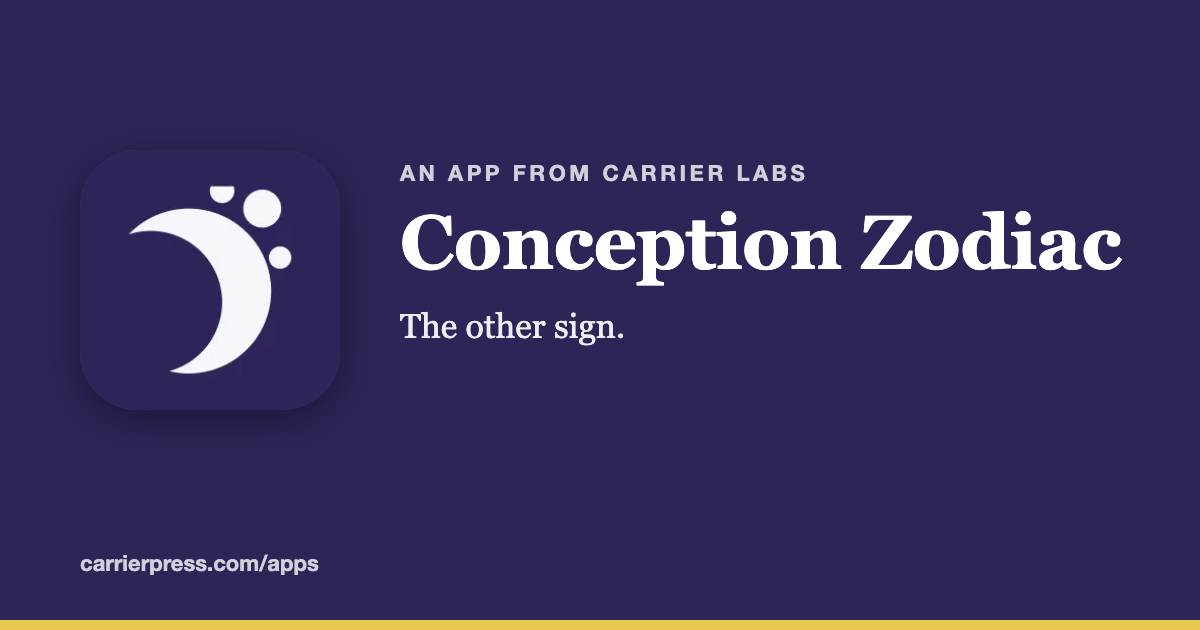 AN APP FROM CARRIER LABS
Conception Zodiac
The other sign.
carrierpress.com/apps